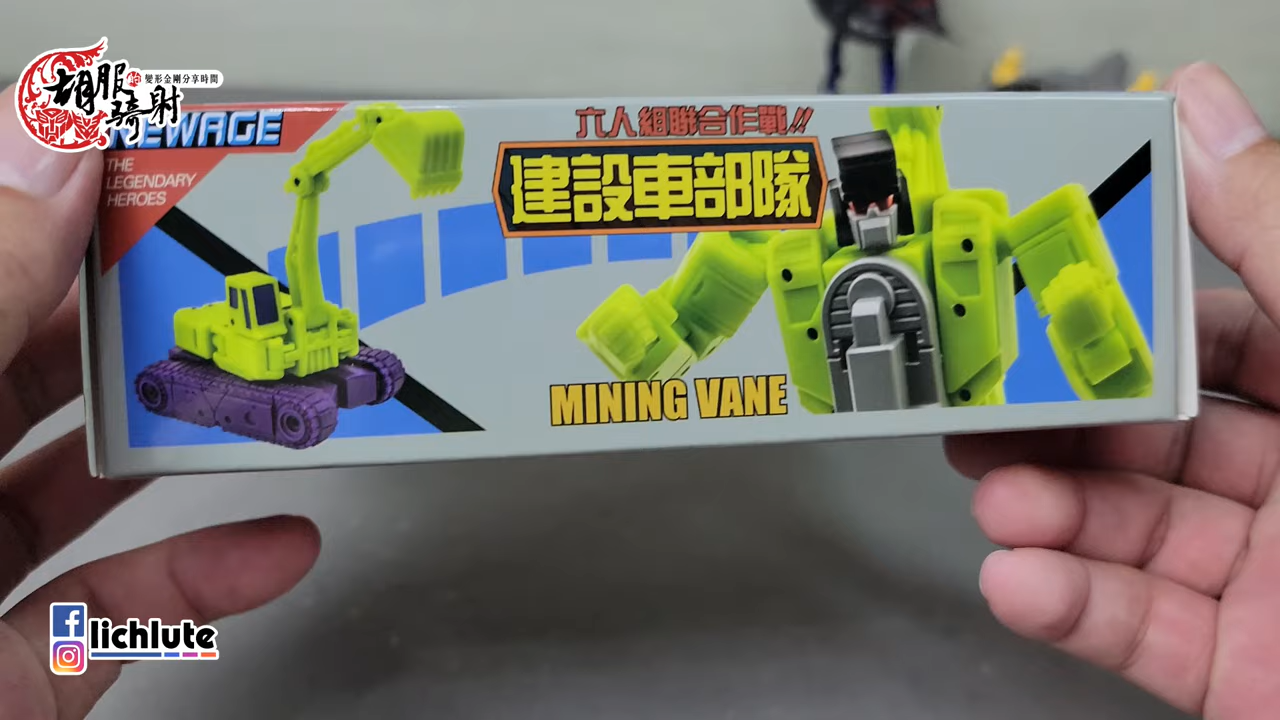 胡服
騎射
的
變形金剛分享時間
NEWAGE
THE
LEGENDARY
HEROES
六人組聯合作戰!!
建設車部隊
MINING VANE
f lichlute